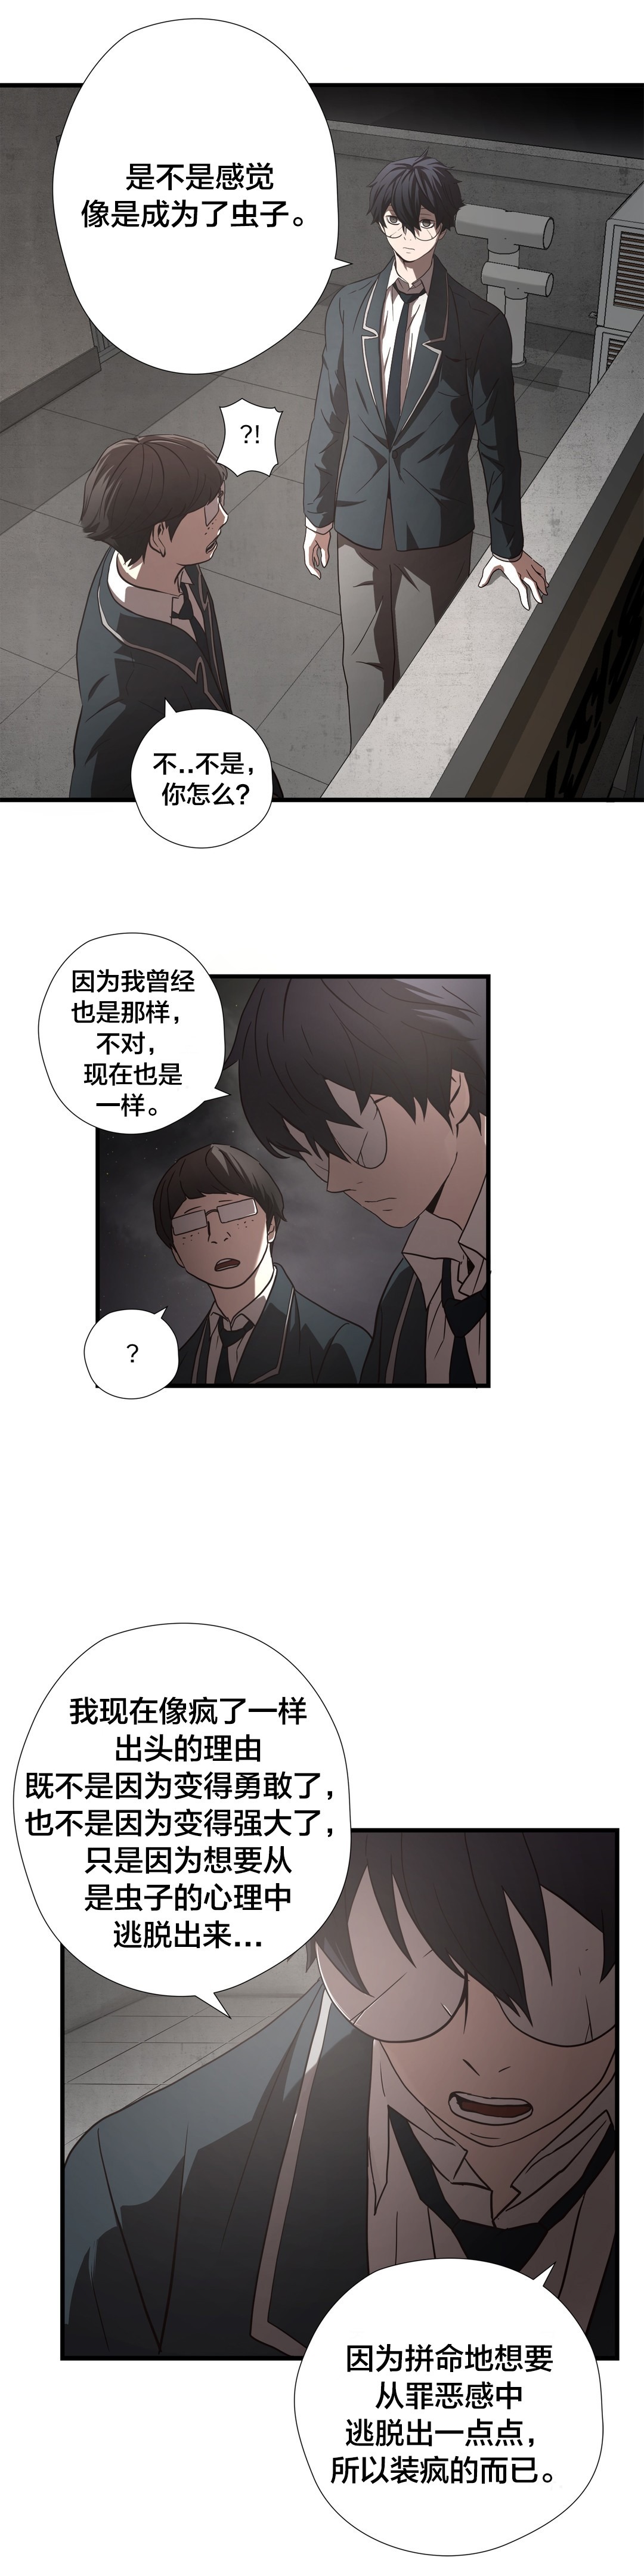 是不是感觉
像是成为了虫子。
?!
不..不是，
你怎么?
因为我曾经
也是那样，
不对，
现在也是
一样。
?
我现在像疯了一样
出头的理由
既不是因为变得勇敢了，
也不是因为变得强大了，
只是因为想要从
是虫子的心理中
逃脱出来...
因为拼命地想要
从罪恶感中
逃脱出一点点，
所以装疯的而已。